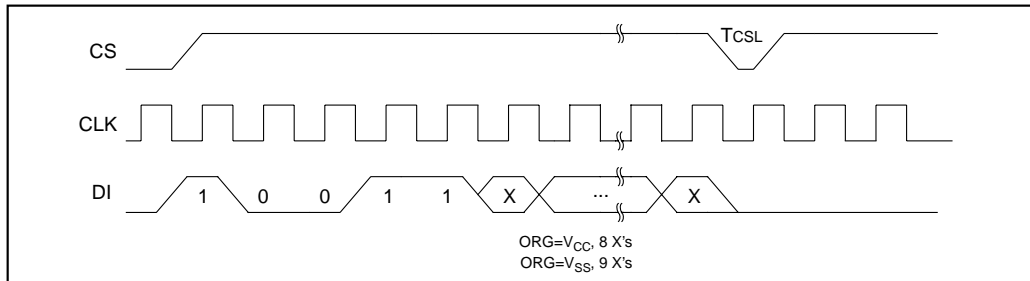 CS TCSL
CLK
DI 1 0 0 1 1 X ... X
ORG=VCC, 8 X's
ORG=VSS, 9 X's